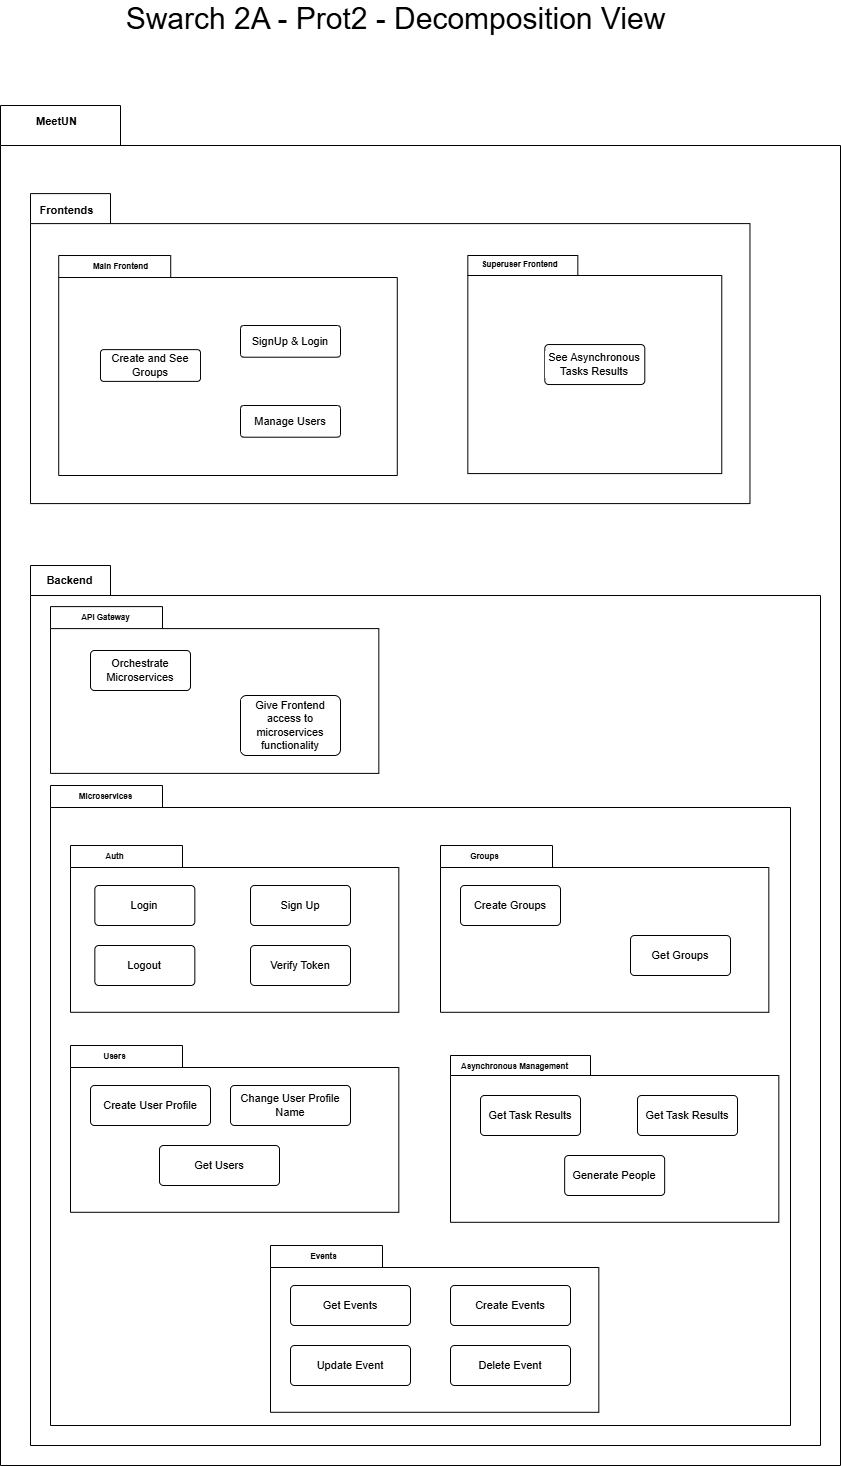 Swarch 2A - Prot2 - Decomposition View
MeetUN
Frontends
Main Frontend
Superuser Frontend
SignUp & Login
Create and See
Groups
See Asynchronous
Tasks Results
Manage Users
Backend
API Gateway
Orchestrate
Microservices
Give Frontend
access to
microservices
functionality
Microservices
Auth
Groups
Login
Sign Up
Create Groups
Logout
Verify Token
Get Groups
Users
Asynchronous Management
Create User Profile
Change User Profile
Name
Get Task Results
Get Task Results
Get Users
Generate People
Events
Get Events
Create Events
Update Event
Delete Event